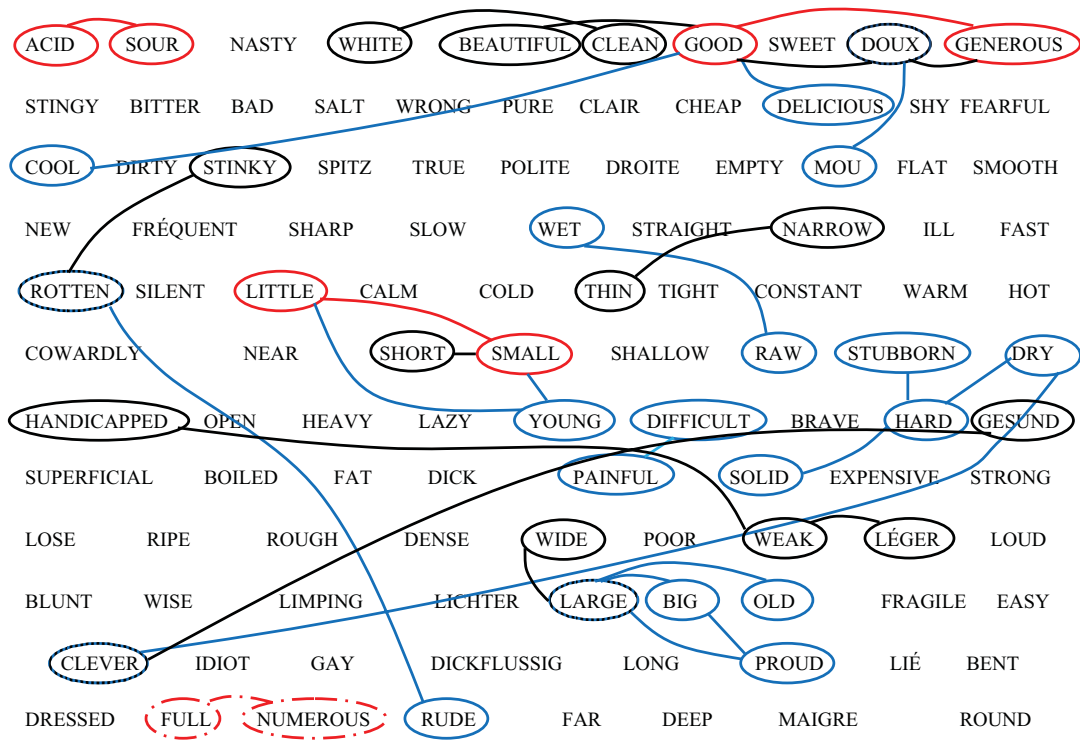 ACID SOUR NASTY WHITE BEAUTIFUL CLEAN GOOD SWEET DOUX GENEROUS
STINGY BITTER BAD SALT WRONG PURE CLAIR CHEAP DELICIOUS SHY FEARFUL
COOL DIRTY STINKY SPITZ TRUE POLITE DROITE EMPTY MOU FLAT SMOOTH
NEW FRÉQUENT SHARP SLOW WET STRAIGHT NARROW ILL FAST
ROTTEN SILENT LITTLE CALM COLD THIN TIGHT CONSTANT WARM HOT
COWARDLY NEAR SHORT SMALL SHALLOW RAW STUBBORN DRY
HANDICAPPED OPEN HEAVY LAZY YOUNG DIFFICULT BRAVE HARD GESUND
SUPERFICIAL BOILED FAT DICK PAINFUL SOLID EXPENSIVE STRONG
LOSE RIPE ROUGH DENSE WIDE POOR WEAK LÉGER LOUD
BLUNT WISE LIMPING LICHTER LARGE BIG OLD FRAGILE EASY
CLEVER IDIOT GAY DICKFLUSSIG LONG PROUD LIÉ BENT
DRESSED FULL NUMEROUS RUDE FAR DEEP MAIGRE ROUND